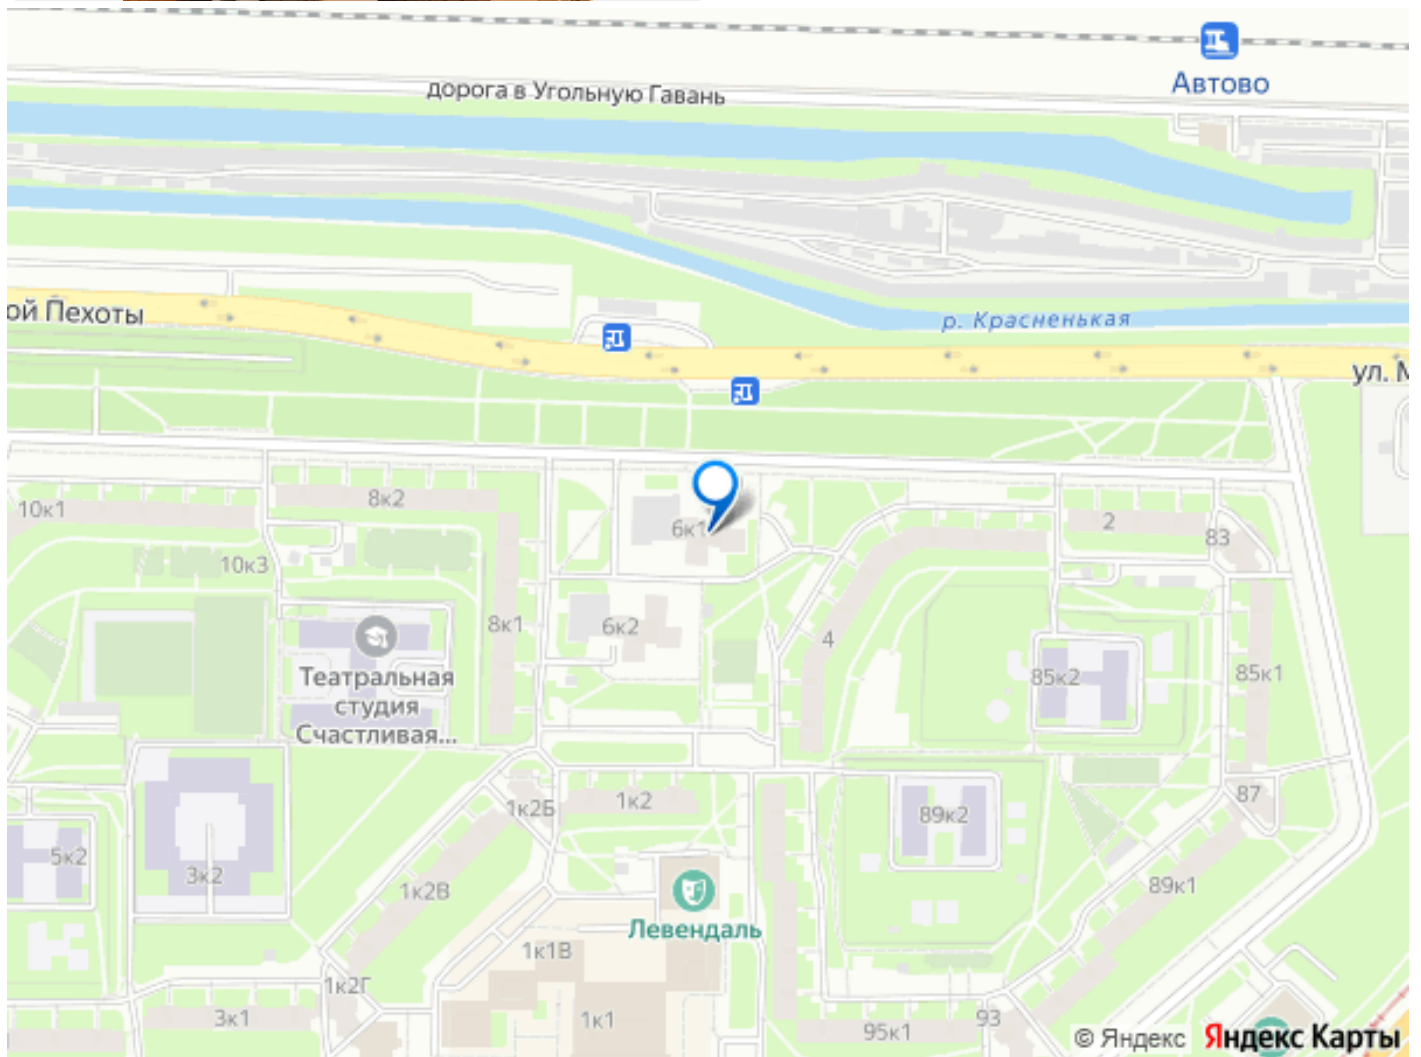 Автово
дорога в Угольную Гавань
ой Пехоты
р. Красненькая
ул. М
10к1
8к2
6к1
2
83
10к3
8к1
6к2
4
85к2
85к1
Театральная
студия
Счастливая...
1к2Б
1к2
89к2
87
5к2
3к2
1к2В
89к1
Левендаль
1к1В
1к2Г
3к1
1к1
95к1
93
© Яндекс Яндекс Карты